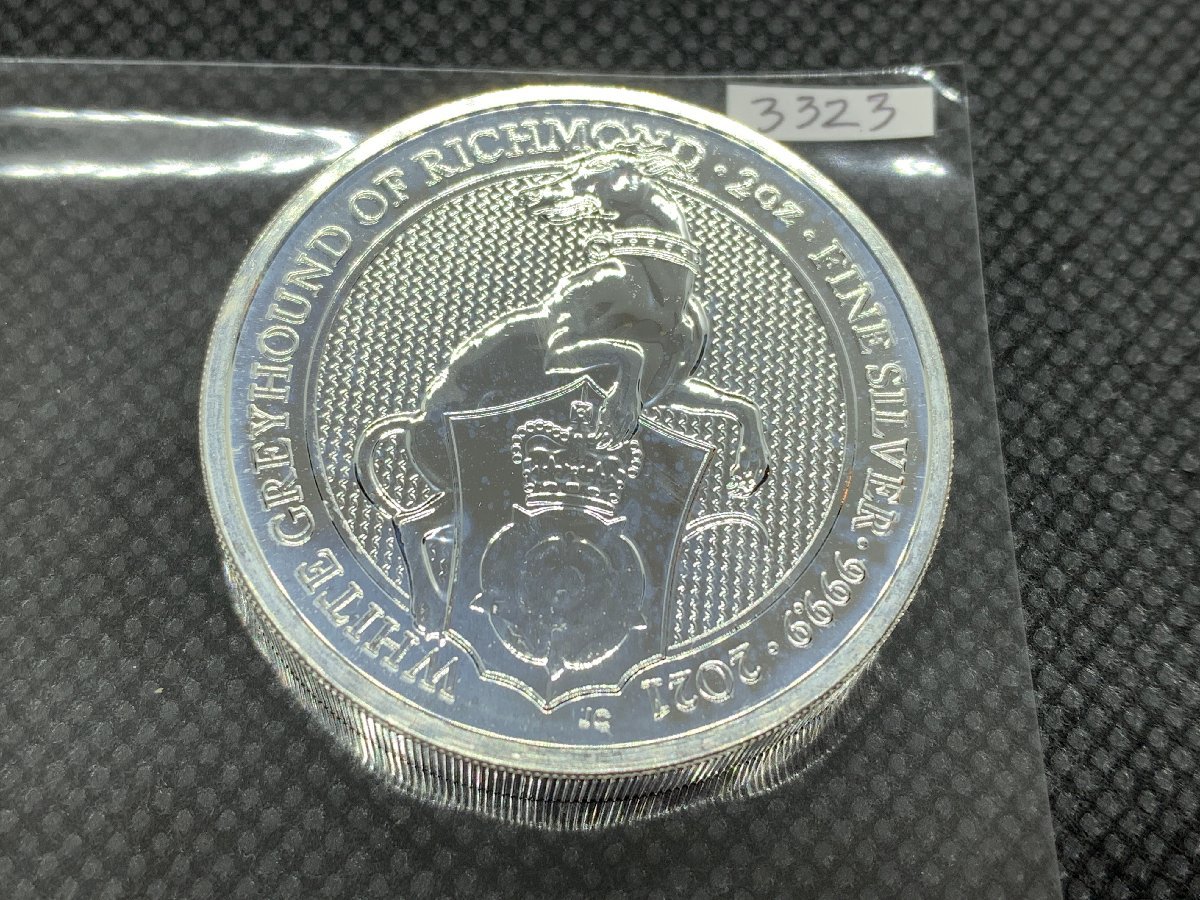 3323
WHITE GREYHOUND OF RICHMOND · 2OZ · FINE SILVER · 999.9 · 2021